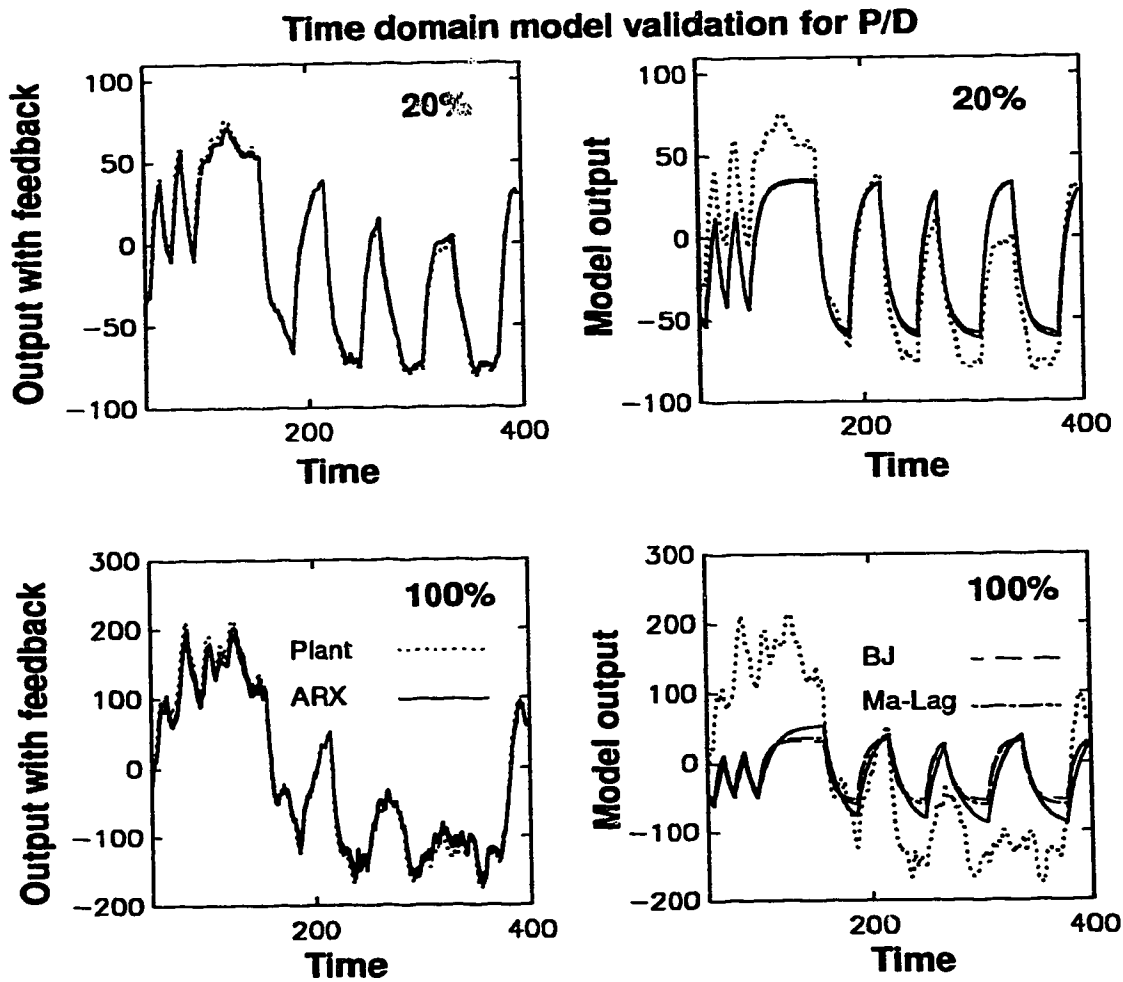 Time domain model validation for P/D
Output with feedback
100
50
0
−50
−100
20%
200
400
Time
Model output
100
50
0
−50
−100
20%
200
400
Time
Output with feedback
300
200
100
0
−100
−200
100%
Plant
ARX
200
400
Time
Model output
300
200
100
0
−100
−200
100%
BJ
Ma-Lag
200
400
Time